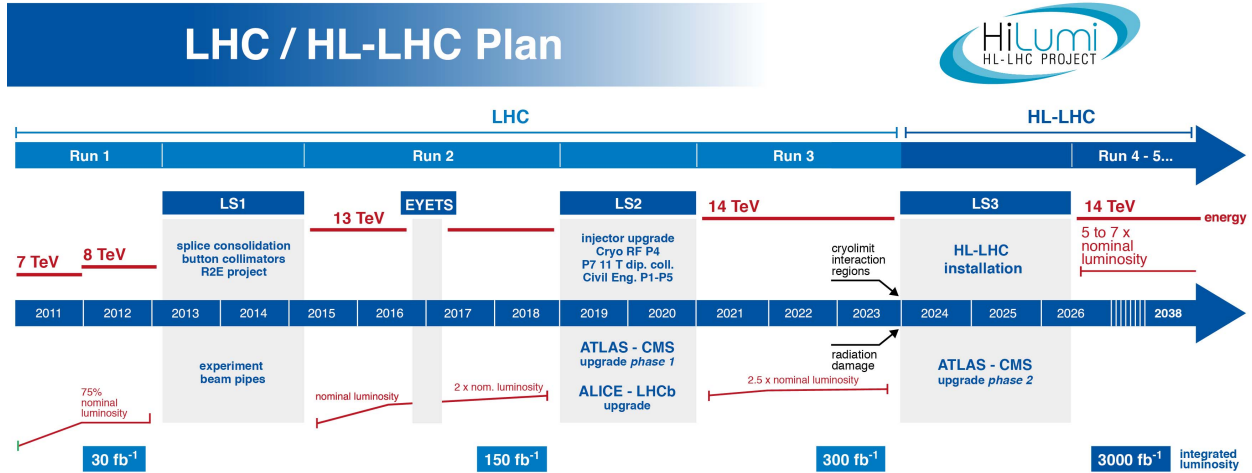 LHC / HL-LHC Plan
HiLumi
HL-LHC PROJECT
LHC
HL-LHC
Run 1
Run 2
Run 3
Run 4 - 5...
LS1
EYETS
LS2
LS3
13 TeV
14 TeV
14 TeV
energy
splice consolidation
button collimators
R2E project
injector upgrade
Cryo RF P4
P7 11 T dip. coll.
Civil Eng. P1-P5
cryolimit
interaction
regions
HL-LHC
installation
5 to 7 x
nominal
luminosity
7 TeV
8 TeV
2011
2012
2013
2014
2015
2016
2017
2018
2019
2020
2021
2022
2023
2024
2025
2026
2038
75%
nominal
luminosity
experiment
beam pipes
nominal luminosity
2 x nom. luminosity
ATLAS - CMS
upgrade phase 1
ALICE - LHCb
upgrade
radiation
damage
2.5 x nominal luminosity
ATLAS - CMS
upgrade phase 2
30 fb⁻¹
150 fb⁻¹
300 fb⁻¹
3000 fb⁻¹
integrated
luminosity